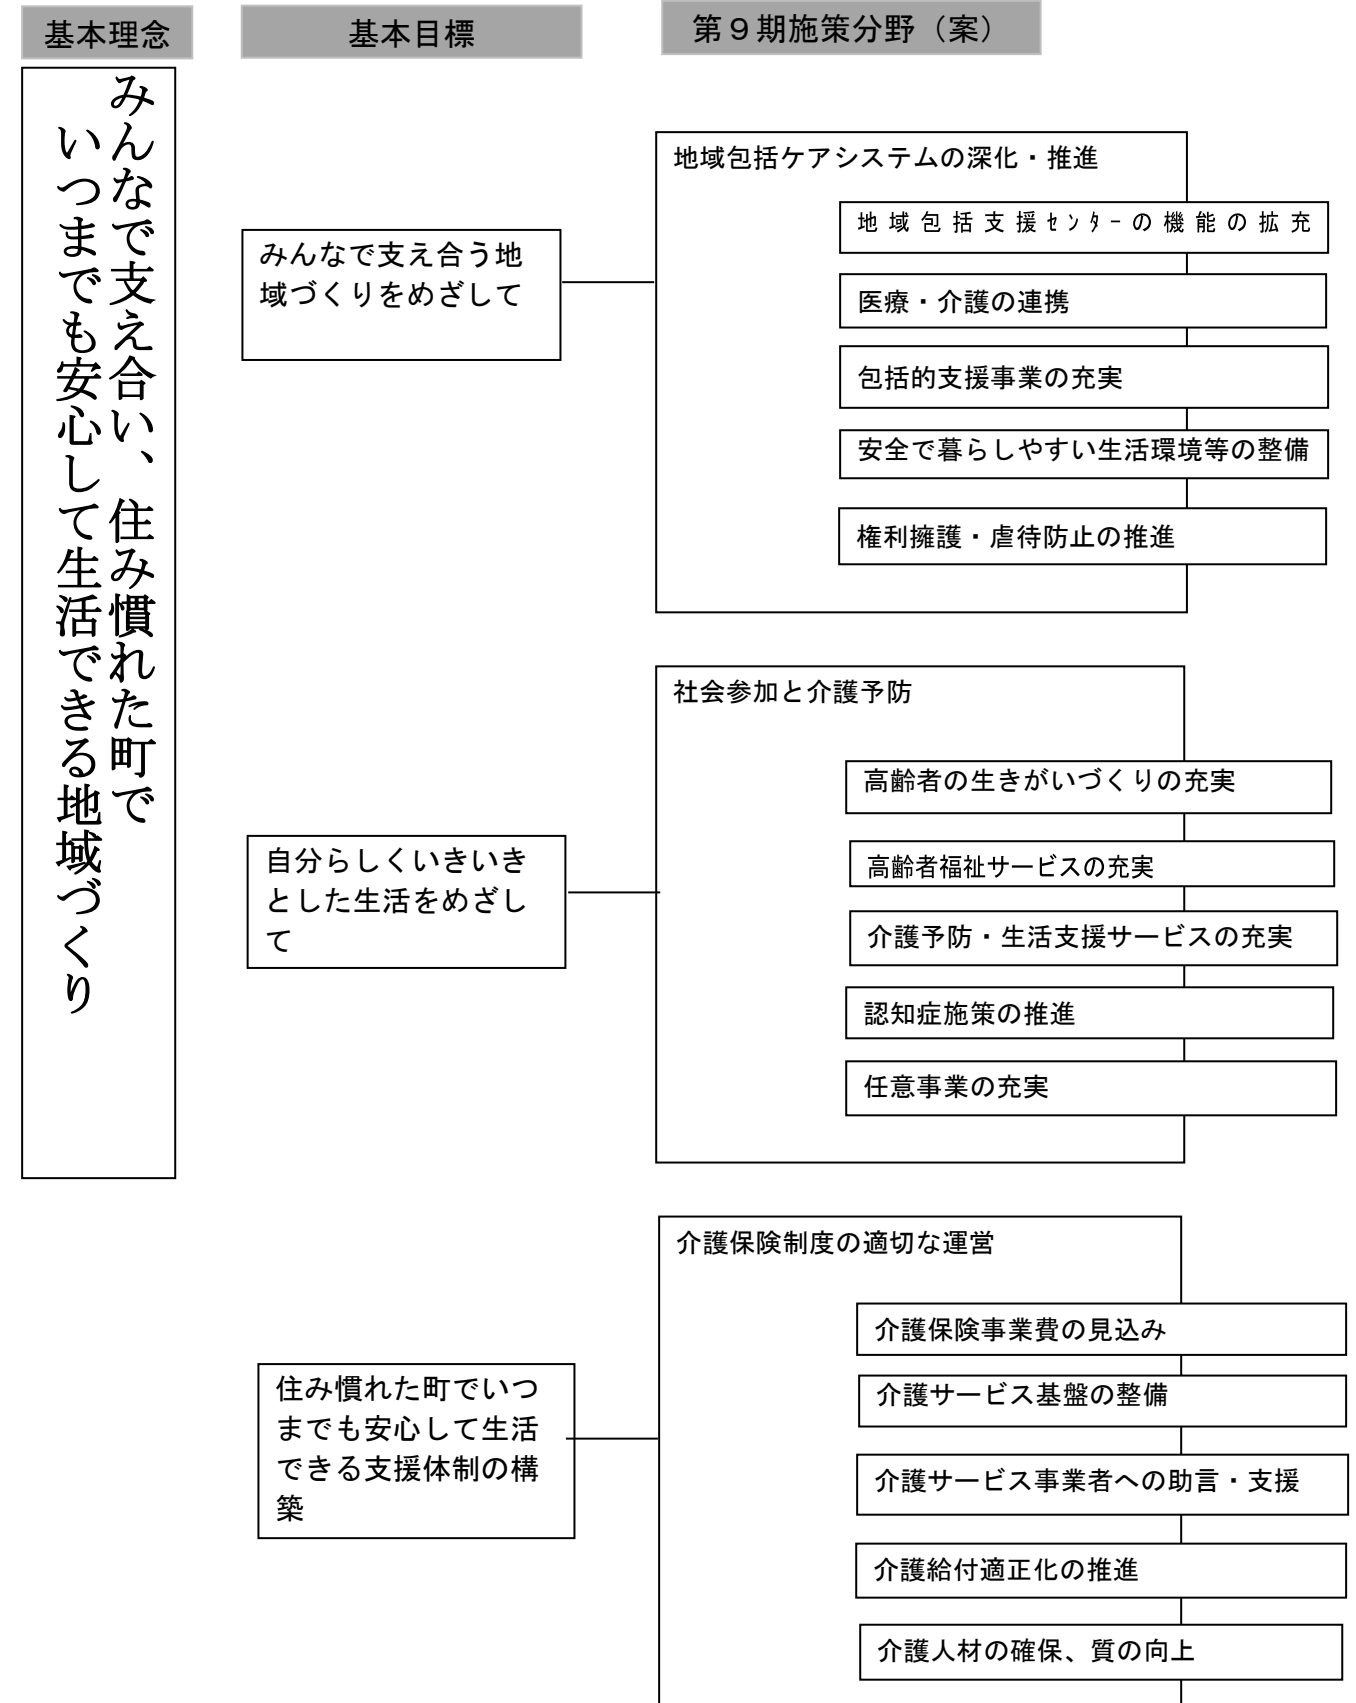 基本理念
基本目標
第９期施策分野（案）
みんなで支え合い、住み慣れた町で
いつまでも安心して生活できる地域づくり
みんなで支え合う地
域づくりをめざして
地域包括ケアシステムの深化・推進
地域包括支援ｾﾝﾀｰの機能の拡充
医療・介護の連携
包括的支援事業の充実
安全で暮らしやすい生活環境等の整備
権利擁護・虐待防止の推進
自分らしくいきいき
とした生活をめざし
て
社会参加と介護予防
高齢者の生きがいづくりの充実
高齢者福祉サービスの充実
介護予防・生活支援サービスの充実
認知症施策の推進
任意事業の充実
住み慣れた町でいつ
までも安心して生活
できる支援体制の構
築
介護保険制度の適切な運営
介護保険事業費の見込み
介護サービス基盤の整備
介護サービス事業者への助言・支援
介護給付適正化の推進
介護人材の確保、質の向上